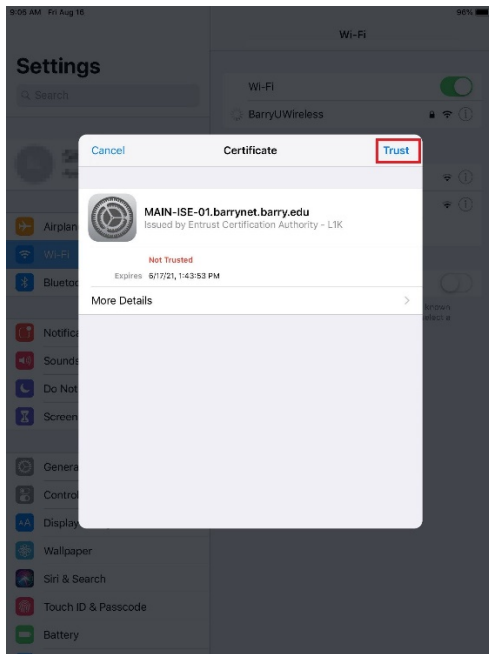 9:06 AM Fri Aug 16
96%
Wi-Fi
Settings
Search
Wi-Fi
BarryUWireless
Cancel
Certificate
Trust
MAIN-ISE-01.barrynet.barry.edu
Issued by Entrust Certification Authority - L1K
Not Trusted
Expires 6/17/21, 1:43:53 PM
More Details
Airplan
Wi-Fi
Bluetoo
Notifica
Sounds
Do Not
Screen
Genera
Control
Display
Wallpaper
Siri & Search
Touch ID & Passcode
Battery